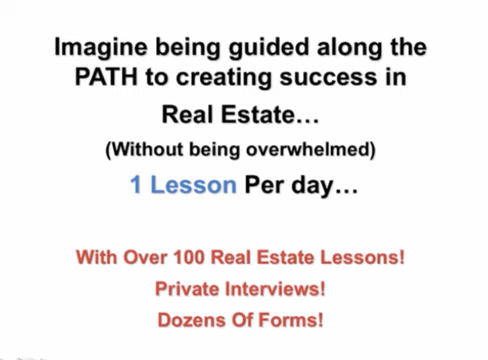 Imagine being guided along the
PATH to creating success in
Real Estate…
(Without being overwhelmed)
1 Lesson Per day…
With Over 100 Real Estate Lessons!
Private Interviews!
Dozens Of Forms!